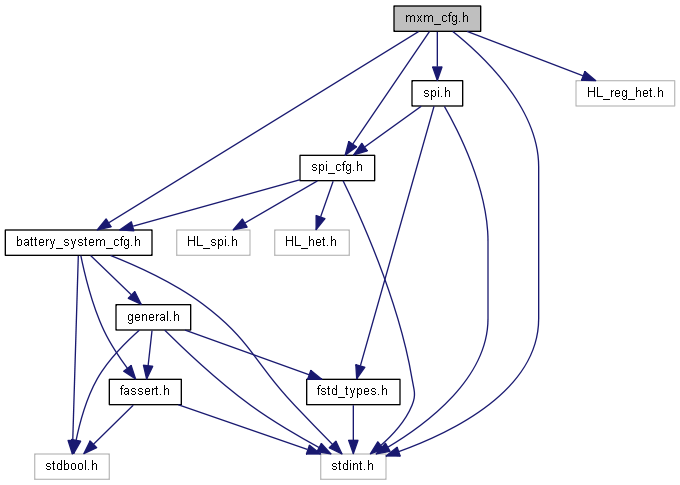 mxm_cfg.h
spi.h
HL_reg_het.h
spi_cfg.h
battery_system_cfg.h
HL_spi.h
HL_het.h
general.h
fassert.h
fstd_types.h
stdbool.h
stdint.h